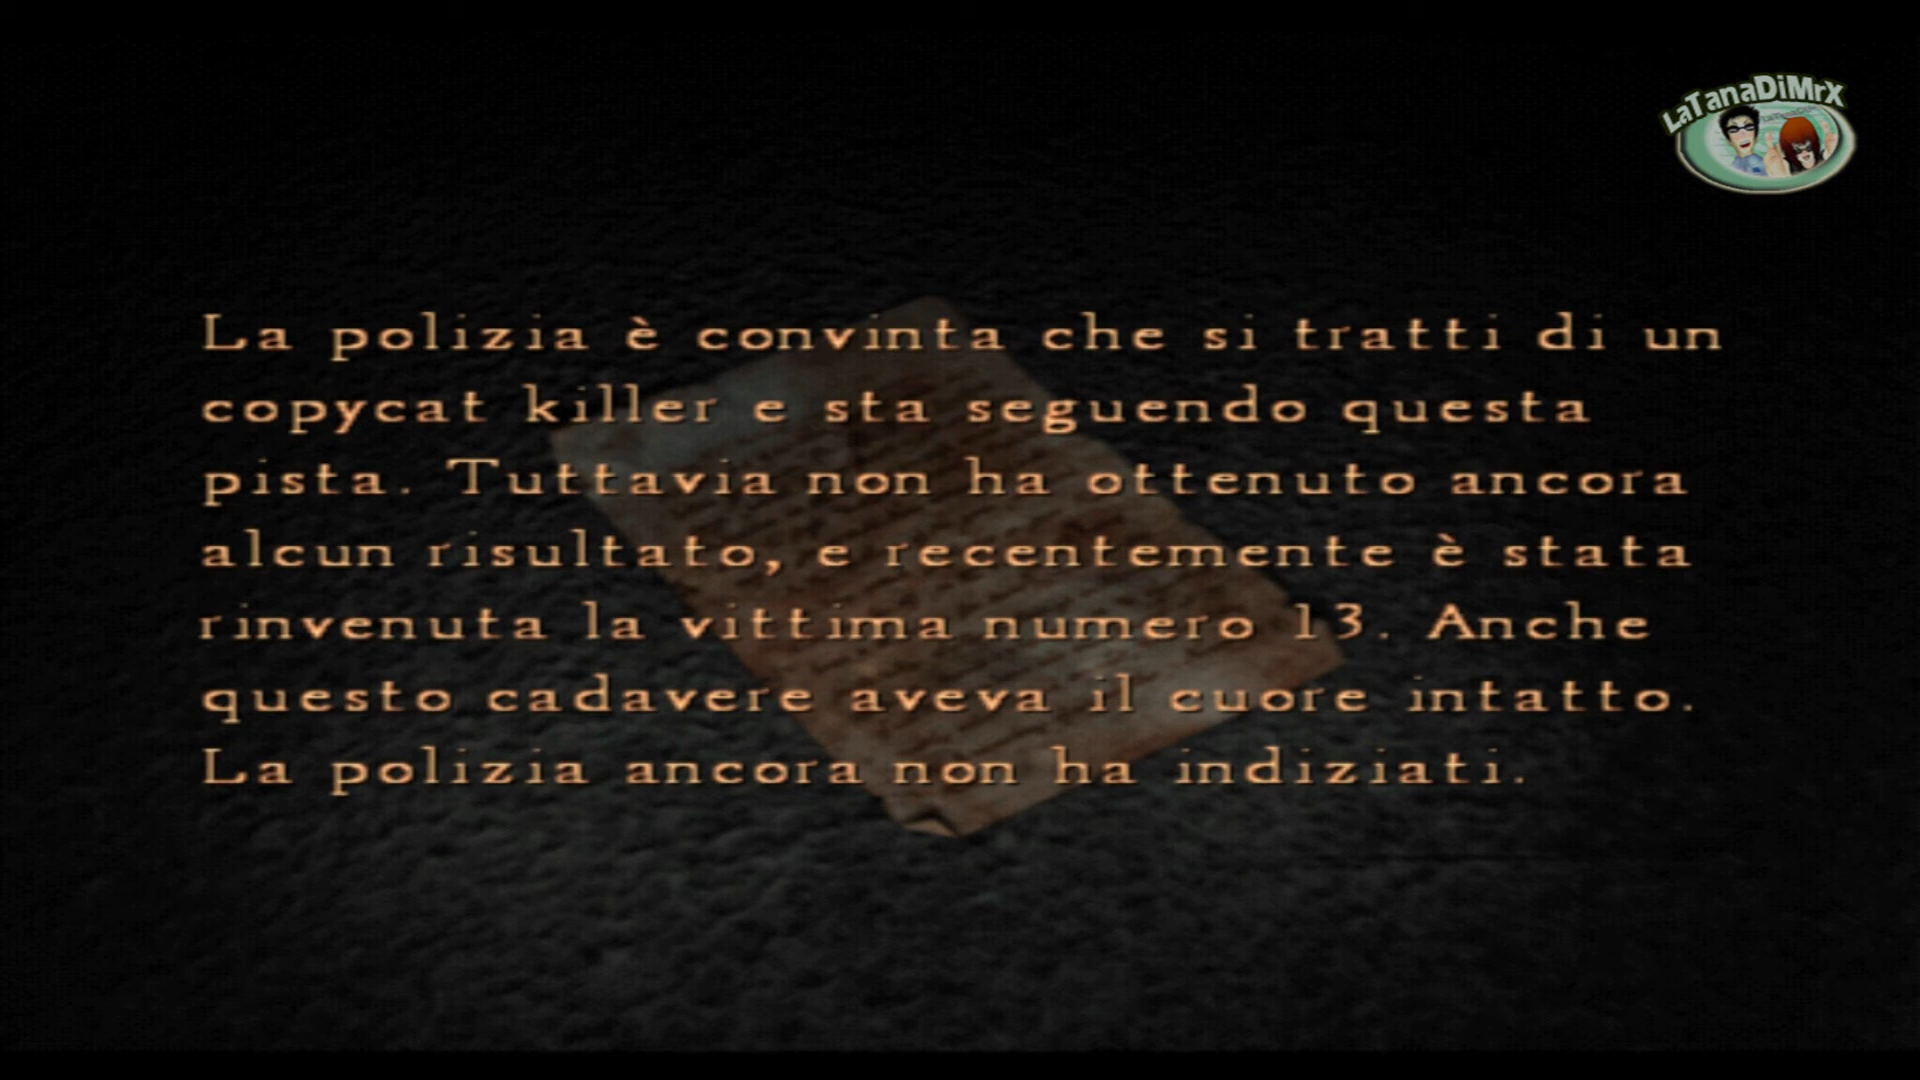 LaTanaDiMrX
La polizia è convinta che si tratti di un
copycat killer e sta seguendo questa
pista. Tuttavia non ha ottenuto ancora
alcun risultato, e recentemente è stata
rinvenuta la vittima numero 13. Anche
questo cadavere aveva il cuore intatto.
La polizia ancora non ha indiziati.